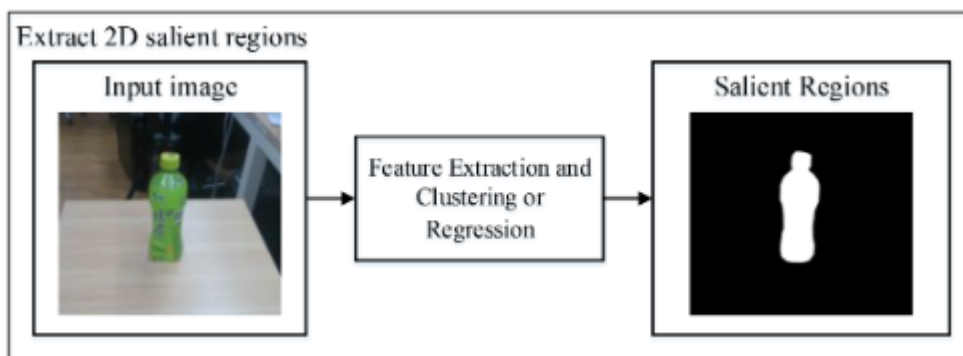 Extract 2D salient regions
Input image
Salient Regions
Feature Extraction and
Clustering or
Regression